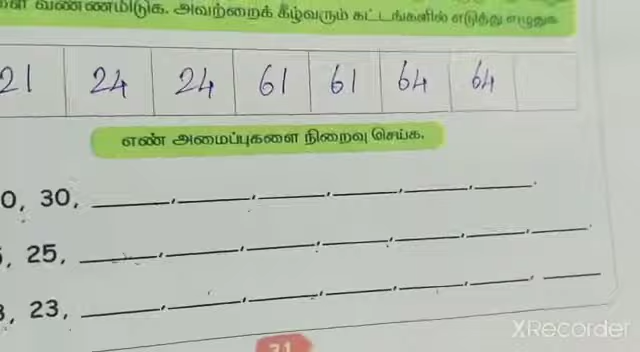 வண்ணமிடுக. அவற்றைக் கீழ்வரும் கட்டங்களில் எடுத்து எழுதுக
21 24 24 61 61 64 64
எண் அமைப்புகளை நிறைவு செய்க.
0, 30,
, 25,
, 23,
XRecorder